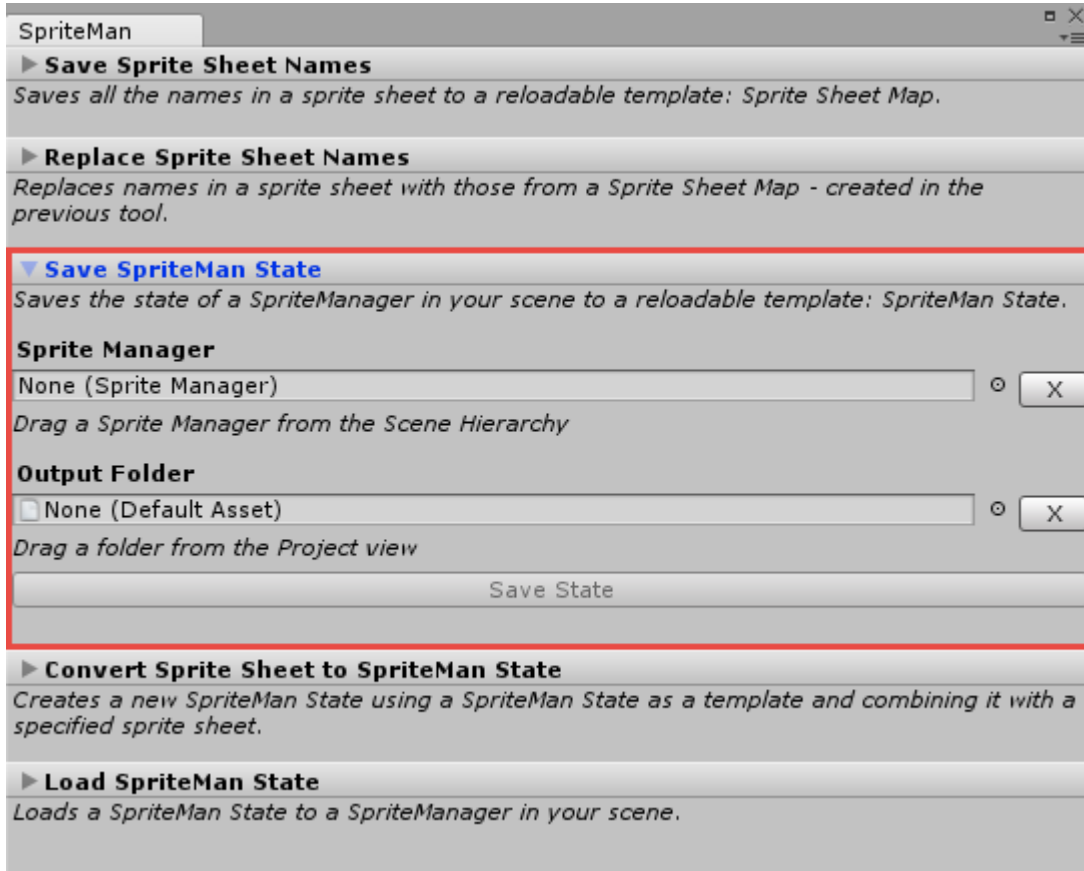 SpriteMan
Save Sprite Sheet Names
Saves all the names in a sprite sheet to a reloadable template: Sprite Sheet Map.
Replace Sprite Sheet Names
Replaces names in a sprite sheet with those from a Sprite Sheet Map - created in the
previous tool.
Save SpriteMan State
Saves the state of a SpriteManager in your scene to a reloadable template: SpriteMan State.
Sprite Manager
None (Sprite Manager)
X
Drag a Sprite Manager from the Scene Hierarchy
Output Folder
None (Default Asset)
X
Drag a folder from the Project view
Save State
Convert Sprite Sheet to SpriteMan State
Creates a new SpriteMan State using a SpriteMan State as a template and combining it with a
specified sprite sheet.
Load SpriteMan State
Loads a SpriteMan State to a SpriteManager in your scene.